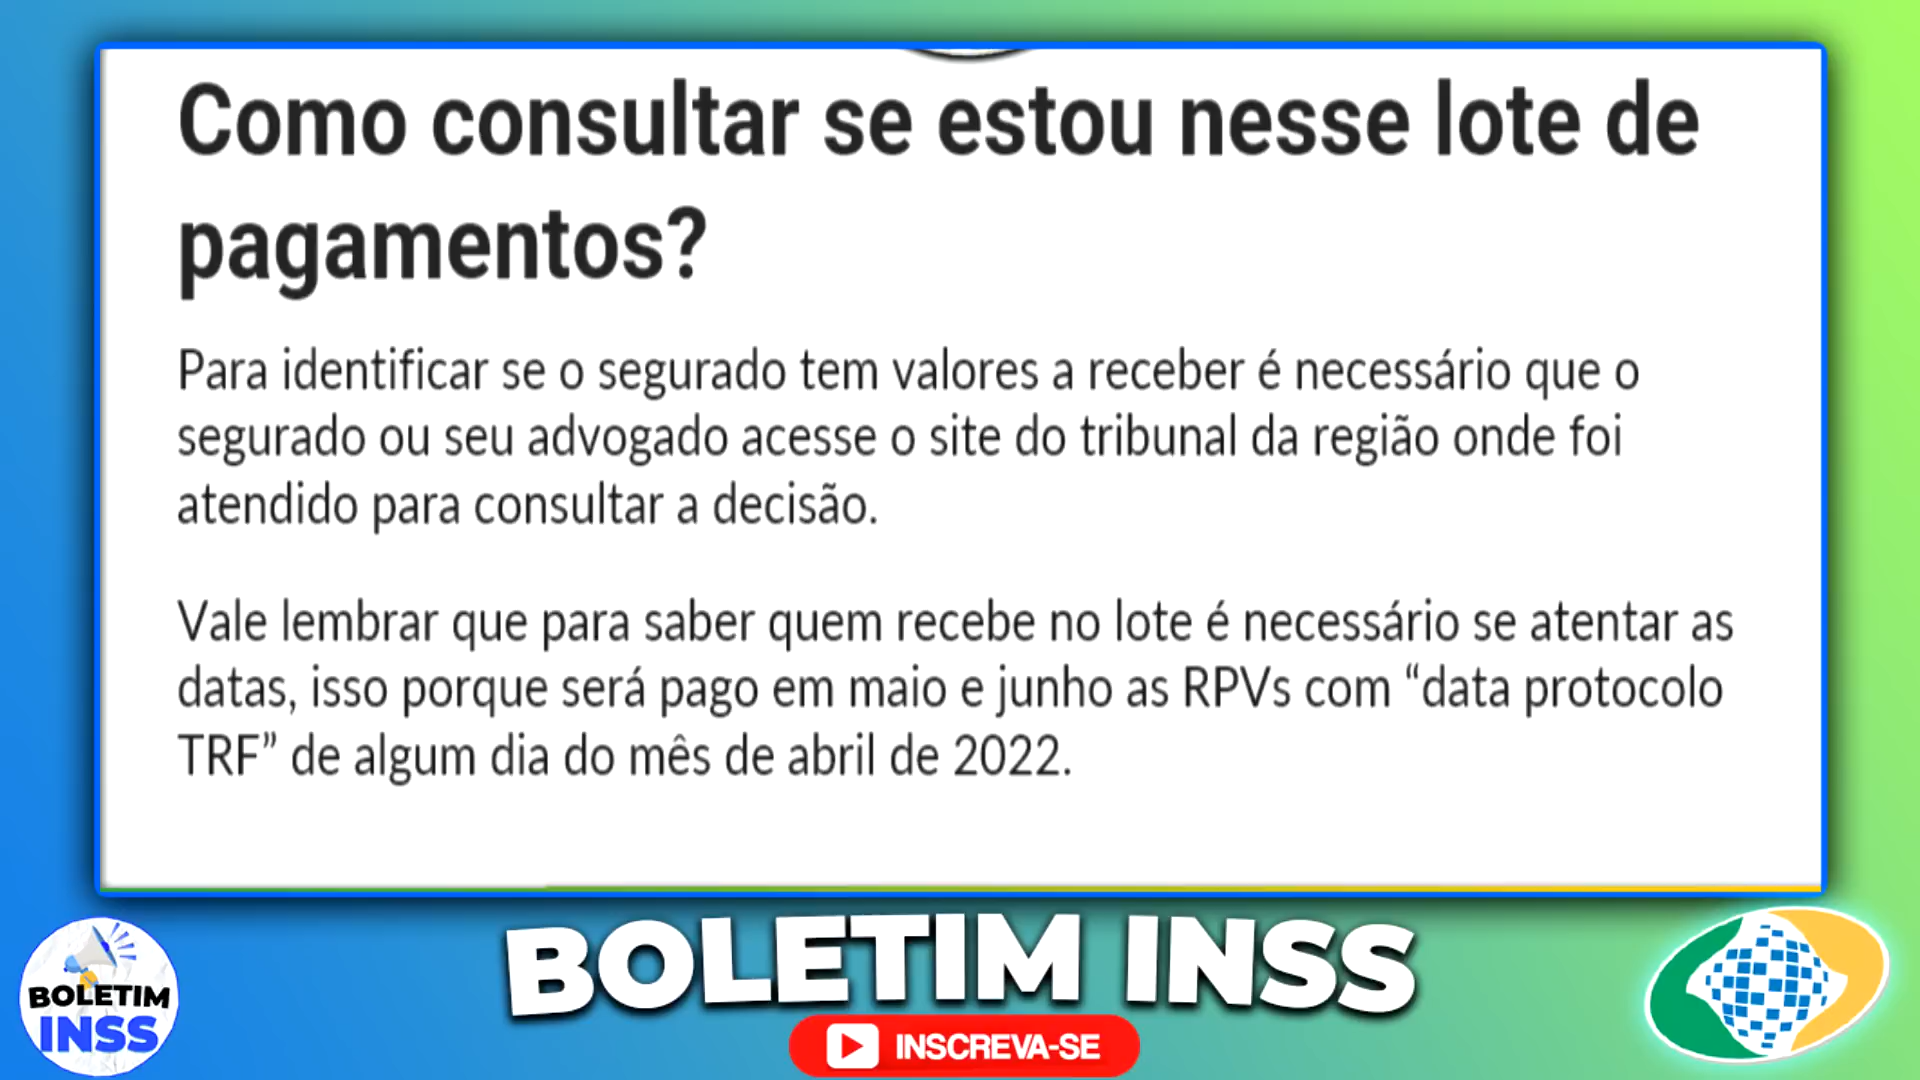 Como consultar se estou nesse lote de
pagamentos?
Para identificar se o segurado tem valores a receber é necessário que o
segurado ou seu advogado acesse o site do tribunal da região onde foi
atendido para consultar a decisão.
Vale lembrar que para saber quem recebe no lote é necessário se atentar as
datas, isso porque será pago em maio e junho as RPVs com “data protocolo
TRF” de algum dia do mês de abril de 2022.
BOLETIM INSS
INSCREVA-SE
BOLETIM
INSS